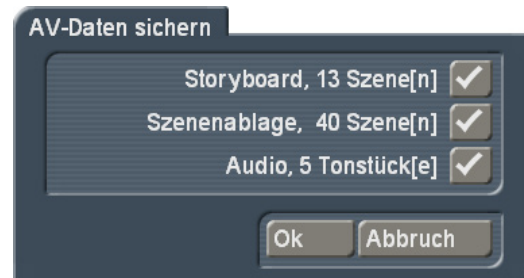 AV-Daten sichern
Storyboard, 13 Szene[n]
Szenenablage, 40 Szene[n]
Audio, 5 Tonstück[e]
Ok
Abbruch